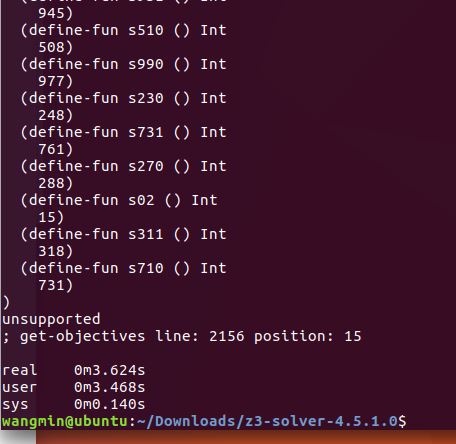 945)
(define-fun s510 () Int
508)
(define-fun s990 () Int
977)
(define-fun s230 () Int
248)
(define-fun s731 () Int
761)
(define-fun s270 () Int
288)
(define-fun s02 () Int
15)
(define-fun s311 () Int
318)
(define-fun s710 () Int
731)
)
unsupported
; get-objectives line: 2156 position: 15
real 0m3.624s
user 0m3.468s
sys 0m0.140s
wangmin@ubuntu:~/Downloads/z3-solver-4.5.1.0$